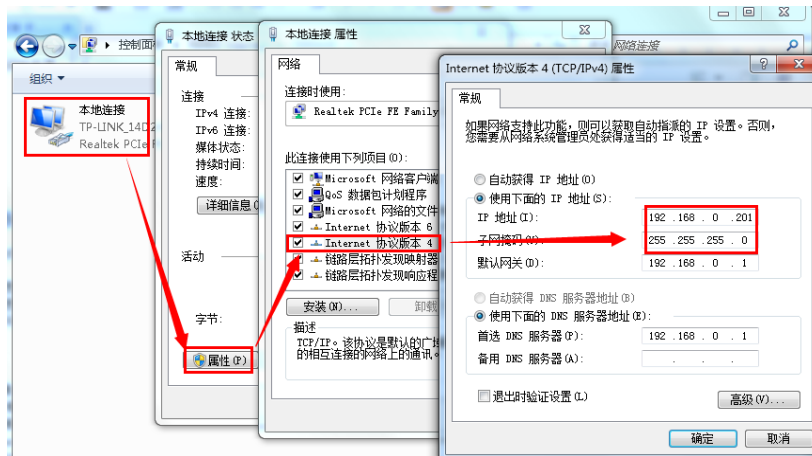 控制面
网络连接
组织
本地连接
TP-LINK_14D2
Realtek PCIe F
本地连接 状态
常规
连接
IPv4 连接:
IPv6 连接:
媒体状态:
持续时间:
速度:
详细信息(
活动
字节:
属性(P)
本地连接 属性
网络
连接时使用:
Realtek PCIe FE Family
此连接使用下列项目(O):
Microsoft 网络客户端
QoS 数据包计划程序
Microsoft 网络的文件
Internet 协议版本 6
Internet 协议版本 4
链路层拓扑发现映射器
链路层拓扑发现响应程
安装(N)...
卸载
描述
TCP/IP。该协议是默认的广域
的相互连接的网络上的通讯。
Internet 协议版本 4 (TCP/IPv4) 属性
常规
如果网络支持此功能，则可以获取自动指派的 IP 设置。否则，
您需要从网络系统管理员处获得适当的 IP 设置。
自动获得 IP 地址(O)
使用下面的 IP 地址(S):
IP 地址(I):
192 . 168 . 0 . 201
子网掩码(U):
255 . 255 . 255 . 0
默认网关(D):
192 . 168 . 0 . 1
自动获得 DNS 服务器地址(B)
使用下面的 DNS 服务器地址(E):
首选 DNS 服务器(P):
192 . 168 . 0 . 1
备用 DNS 服务器(A):
退出时验证设置(L)
高级(V)...
确定
取消